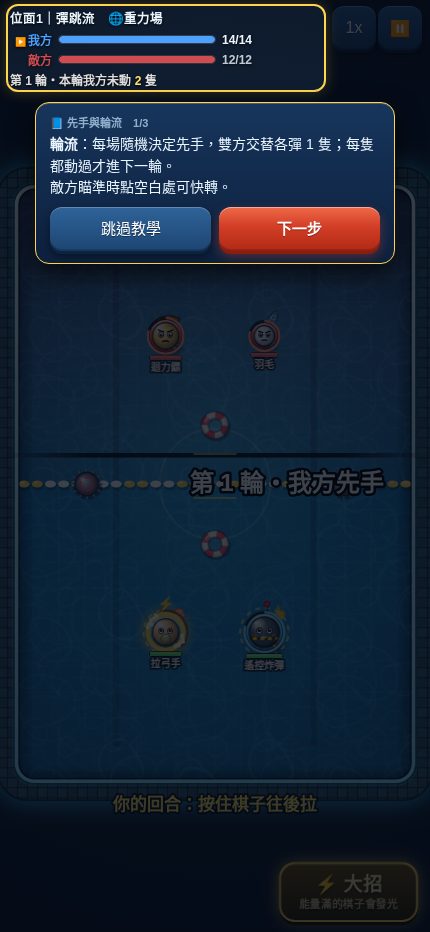 位面1｜彈跳流 🌐重力場
▶我方 14/14
敵方 12/12
第 1 輪・本輪我方未動 2 隻
1x
📘 先手與輪流 1/3
輪流：每場隨機決定先手，雙方交替各彈 1 隻；每隻
都動過才進下一輪。
敵方瞄準時點空白處可快轉。
跳過教學 下一步
迴力鏢 羽毛
第 1 輪・我方先手
拉弓手 遙控炸彈
你的回合：按住棋子往後拉
⚡ 大招
能量滿的棋子會發光